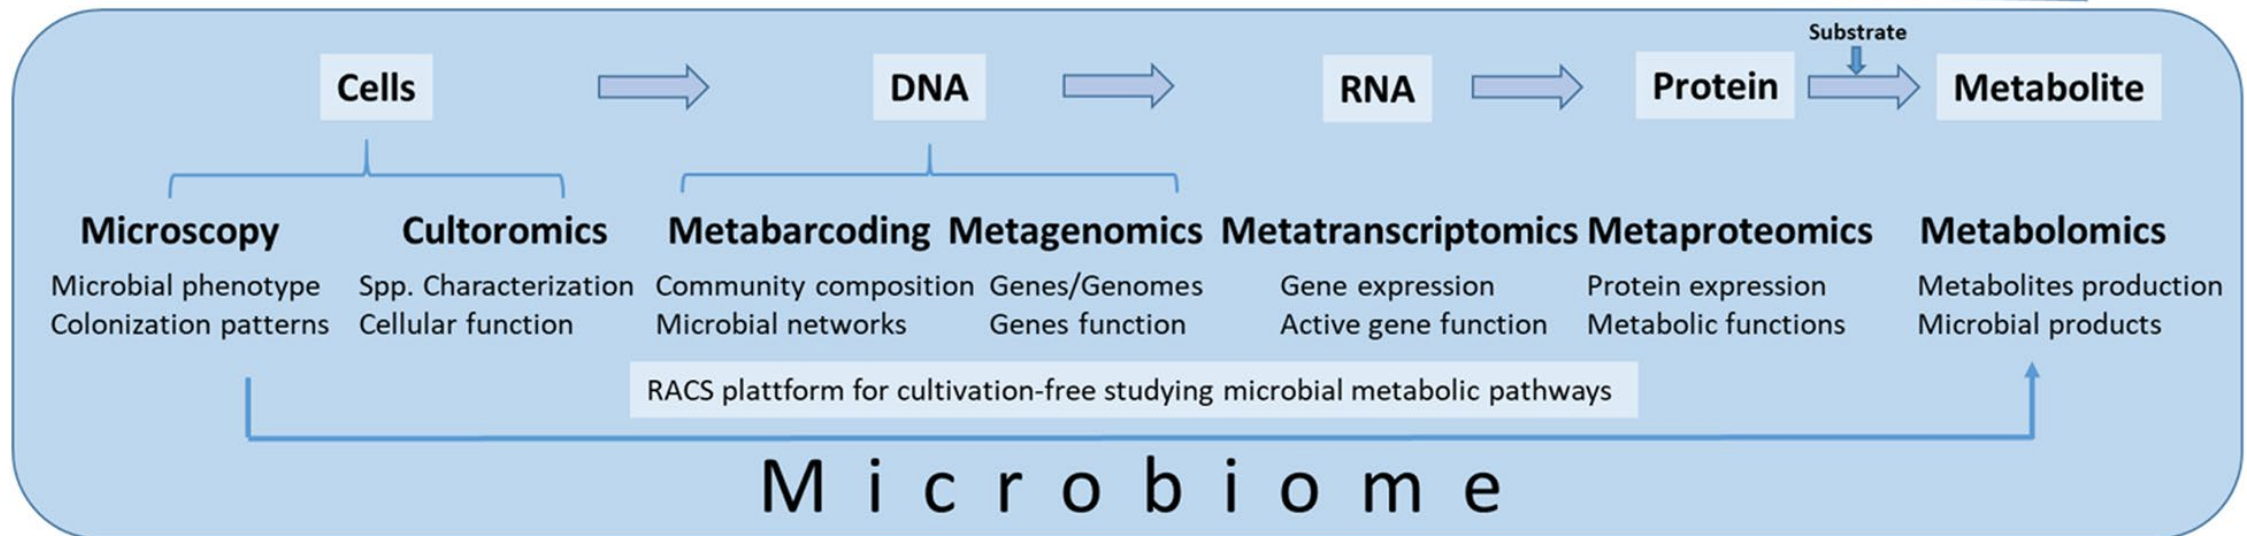 Substrate
Cells
DNA
RNA
Protein
Metabolite
Microscopy
Cultoromics
Metabarcoding
Metagenomics
Metatranscriptomics
Metaproteomics
Metabolomics
Microbial phenotype
Colonization patterns
Spp. Characterization
Cellular function
Community composition
Microbial networks
Genes/Genomes
Genes function
Gene expression
Active gene function
Protein expression
Metabolic functions
Metabolites production
Microbial products
RACS plattform for cultivation-free studying microbial metabolic pathways
Microbiome